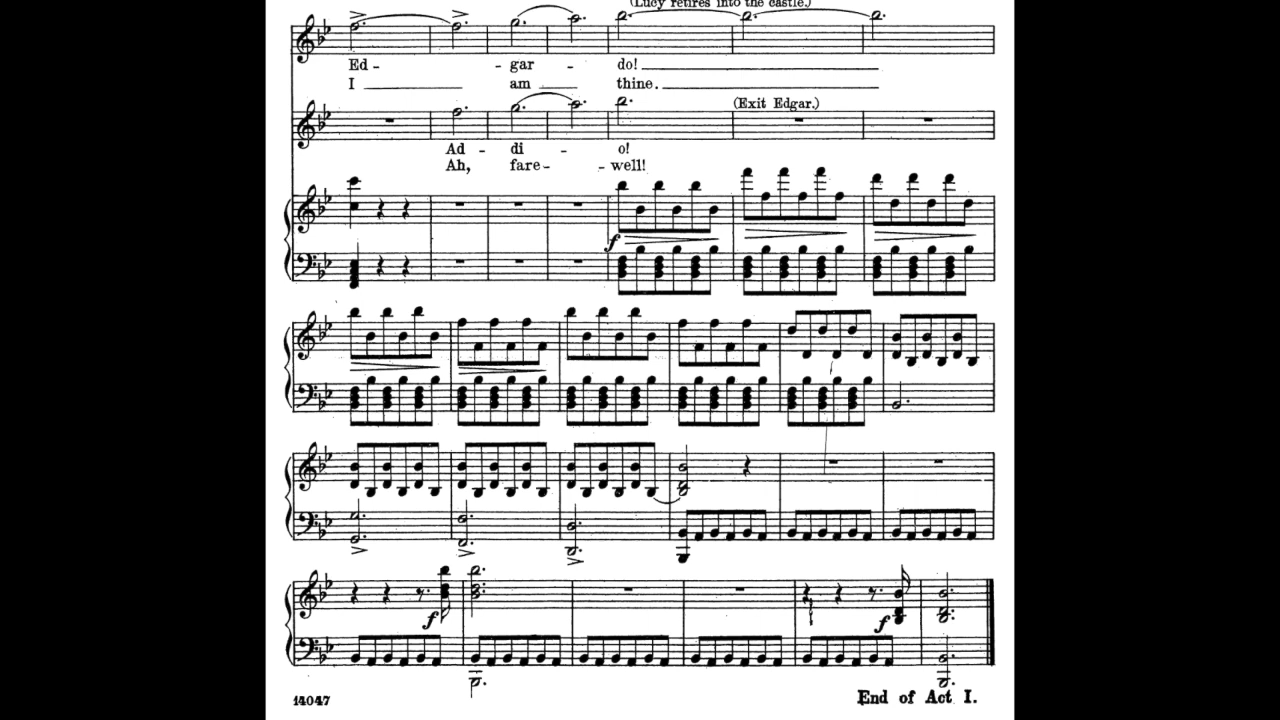 (Lucy retires into the castle.)
Ed - - gar - do!
I am thine.
(Exit Edgar.)
Ad - di - o!
Ah, fare - - well!
f
f
f
14047
End of Act I.